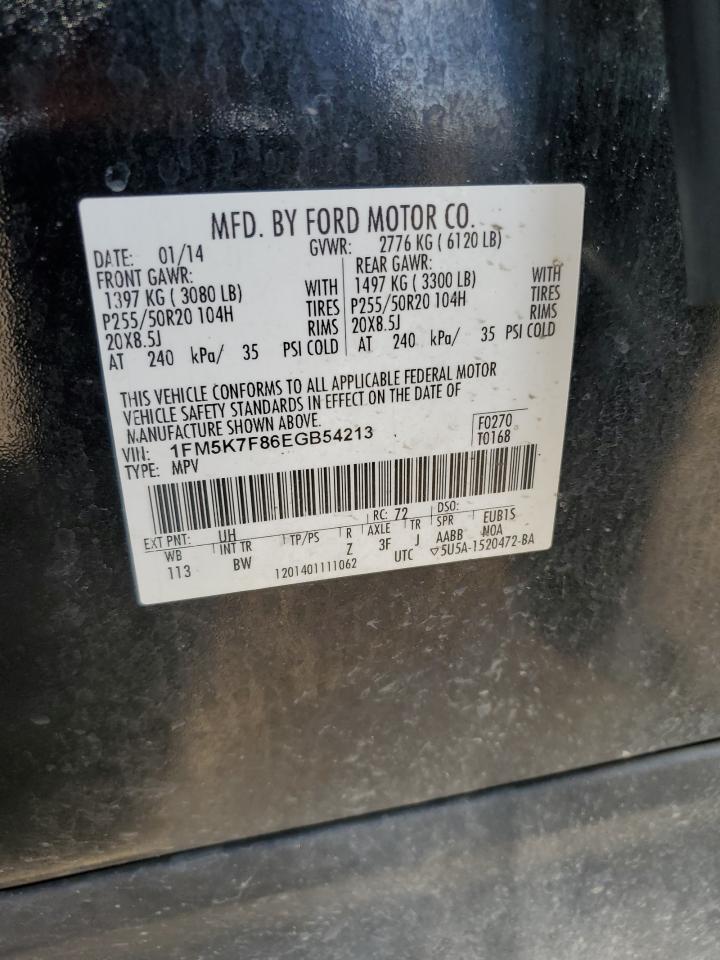 MFD. BY FORD MOTOR CO.
DATE: 01/14 GVWR: 2776 KG ( 6120 LB)
FRONT GAWR: REAR GAWR:
1397 KG ( 3080 LB) WITH 1497 KG ( 3300 LB) WITH
P255/50R20 104H TIRES P255/50R20 104H TIRES
20X8.5J RIMS 20X8.5J RIMS
AT 240 kPa/ 35 PSI COLD AT 240 kPa/ 35 PSI COLD
THIS VEHICLE CONFORMS TO ALL APPLICABLE FEDERAL MOTOR
VEHICLE SAFETY STANDARDS IN EFFECT ON THE DATE OF
MANUFACTURE SHOWN ABOVE.
VIN: 1FM5K7F86EGB54213 F0270
TYPE: MPV T0168
EXT PNT: UH RC: 72 DSO:
WB INT TR TP/PS R AXLE TR SPR EUB1S
113 BW Z 3F J AABB N0A
1201401111062 UTC ▽5U5A-1520472-BA